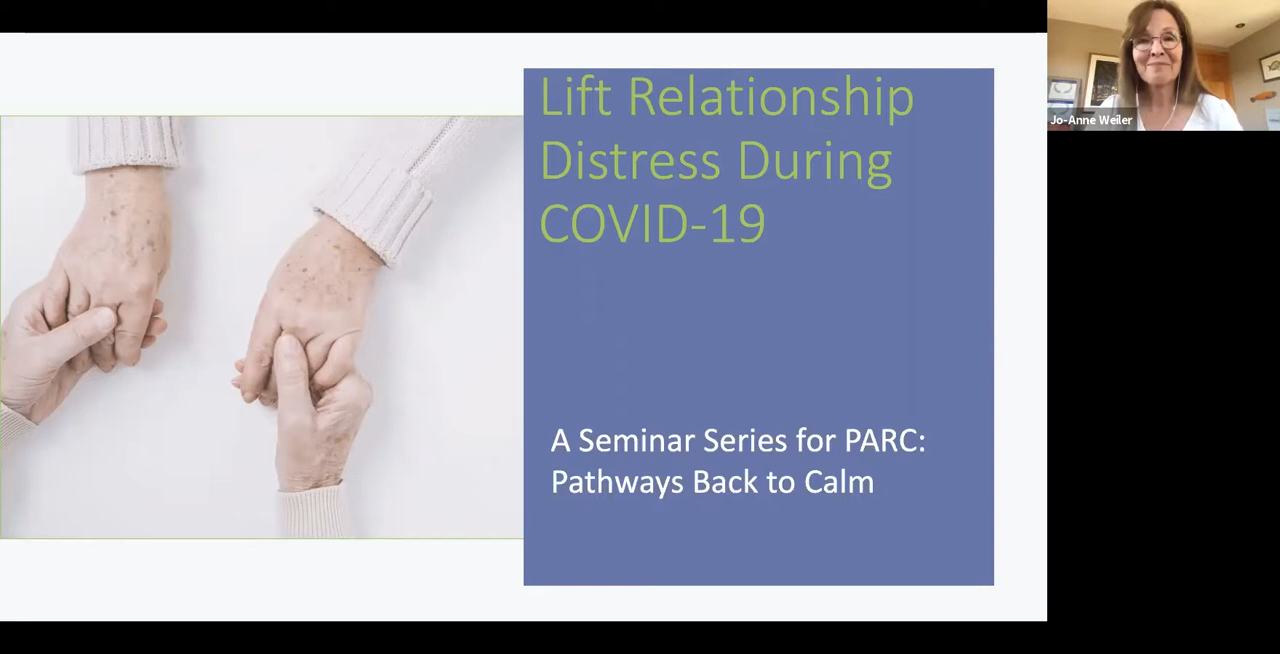 Lift Relationship
Distress During
COVID-19
A Seminar Series for PARC:
Pathways Back to Calm
Jo-Anne Weiler